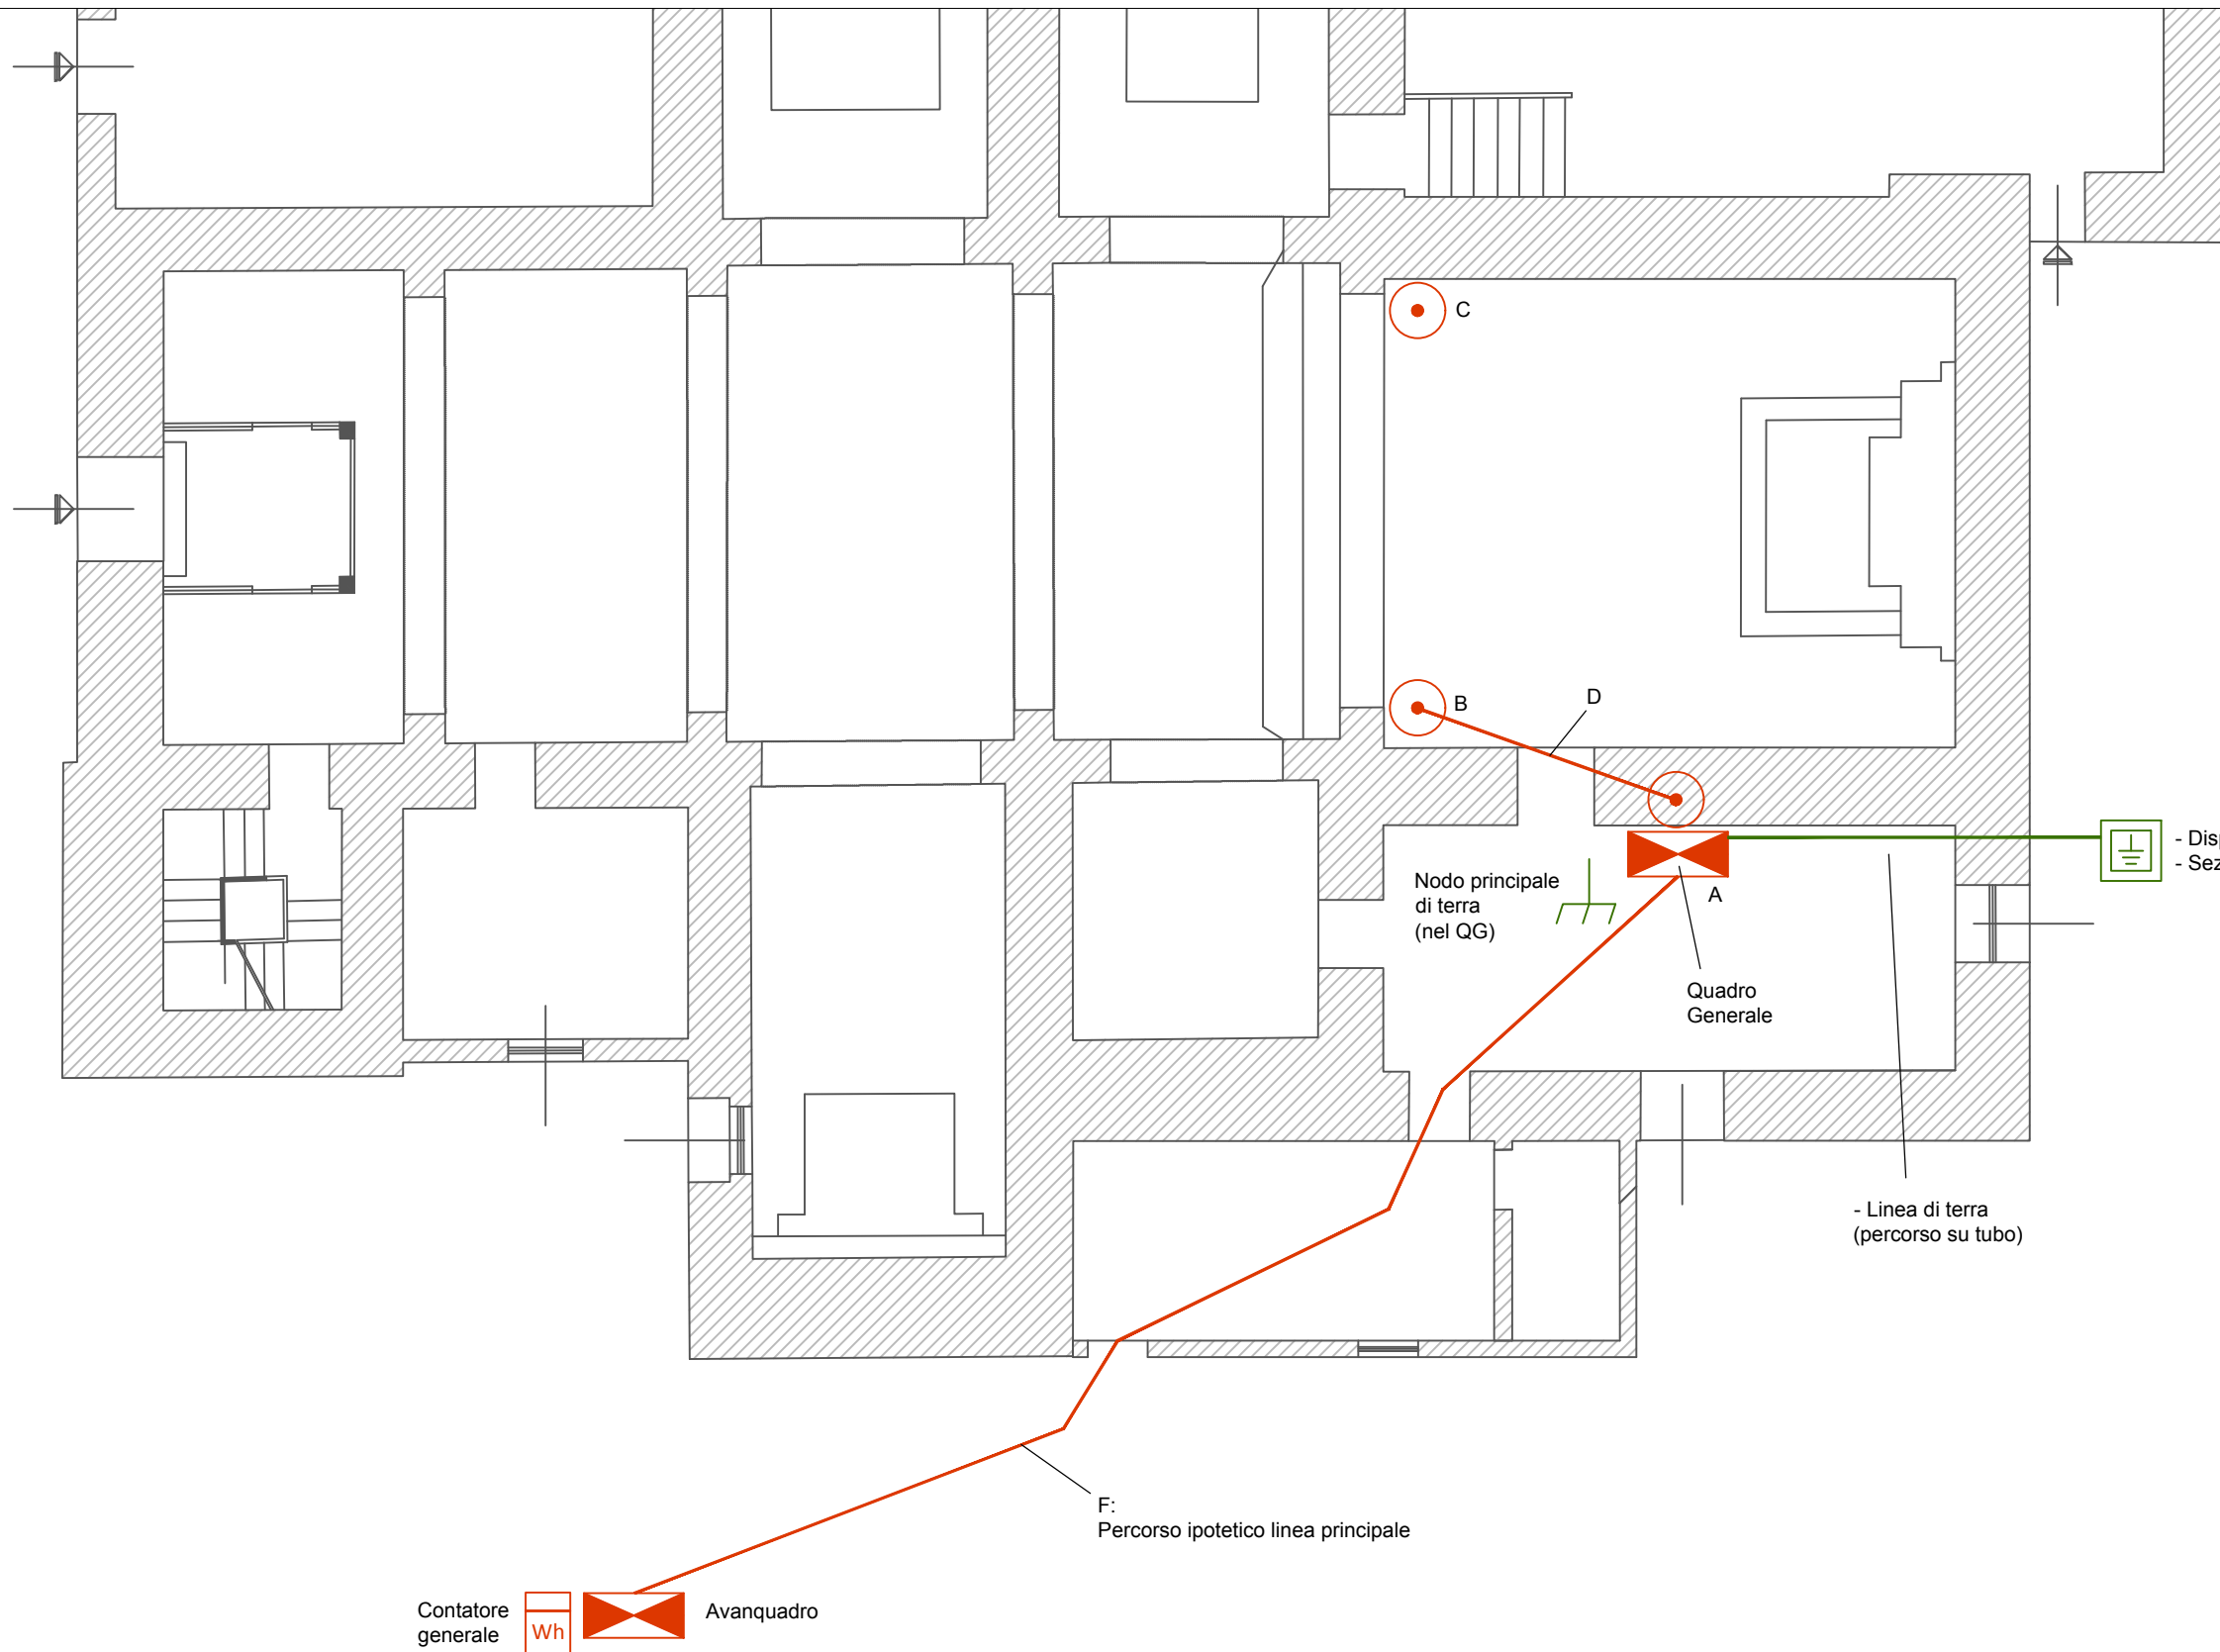 C
B
D
- Disp
- Sez
Nodo principale
di terra
(nel QG)
A
Quadro
Generale
- Linea di terra
(percorso su tubo)
F:
Percorso ipotetico linea principale
Contatore
generale
Wh
Avanquadro